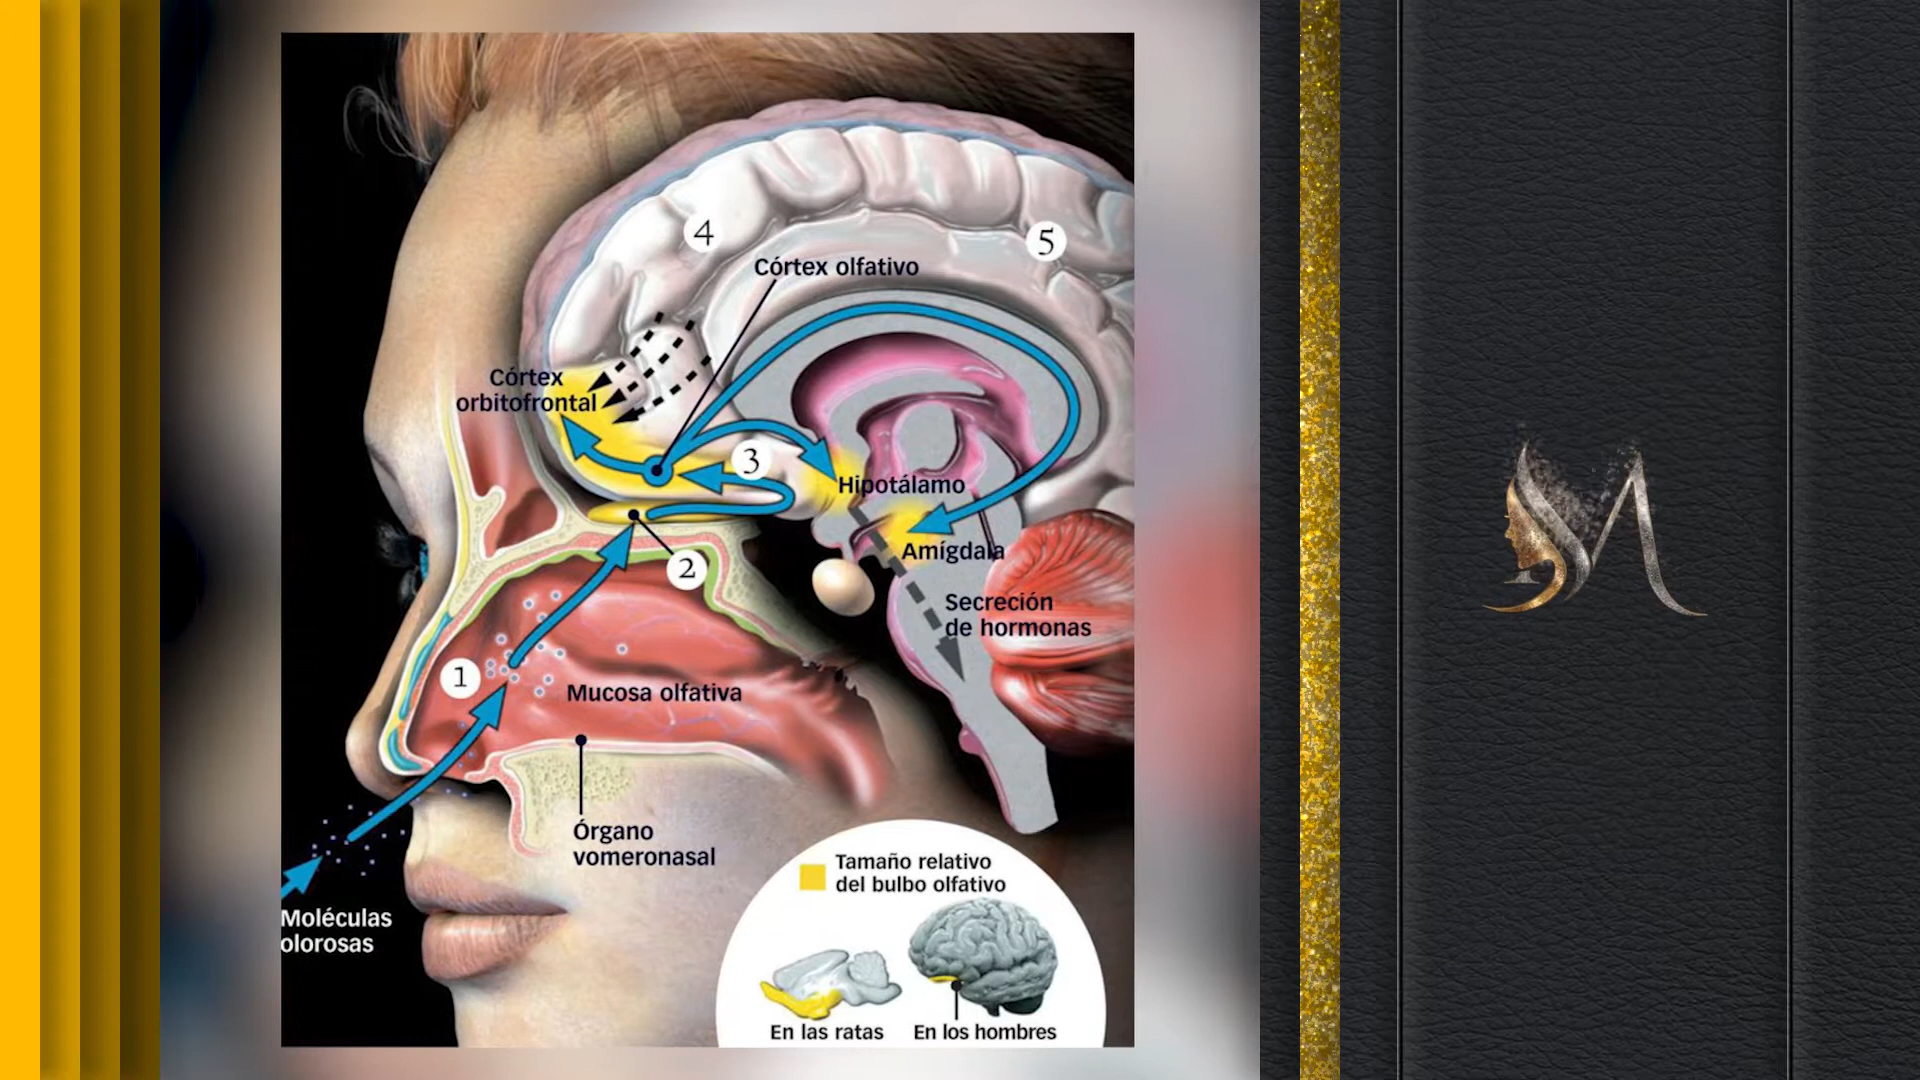 4
5
Córtex olfativo
Córtex
orbitofrontal
3
Hipotálamo
Amígdala
2
Secreción
de hormonas
1
Mucosa olfativa
Órgano
vomeronasal
Moléculas
olorosas
Tamaño relativo
del bulbo olfativo
En las ratas
En los hombres
M